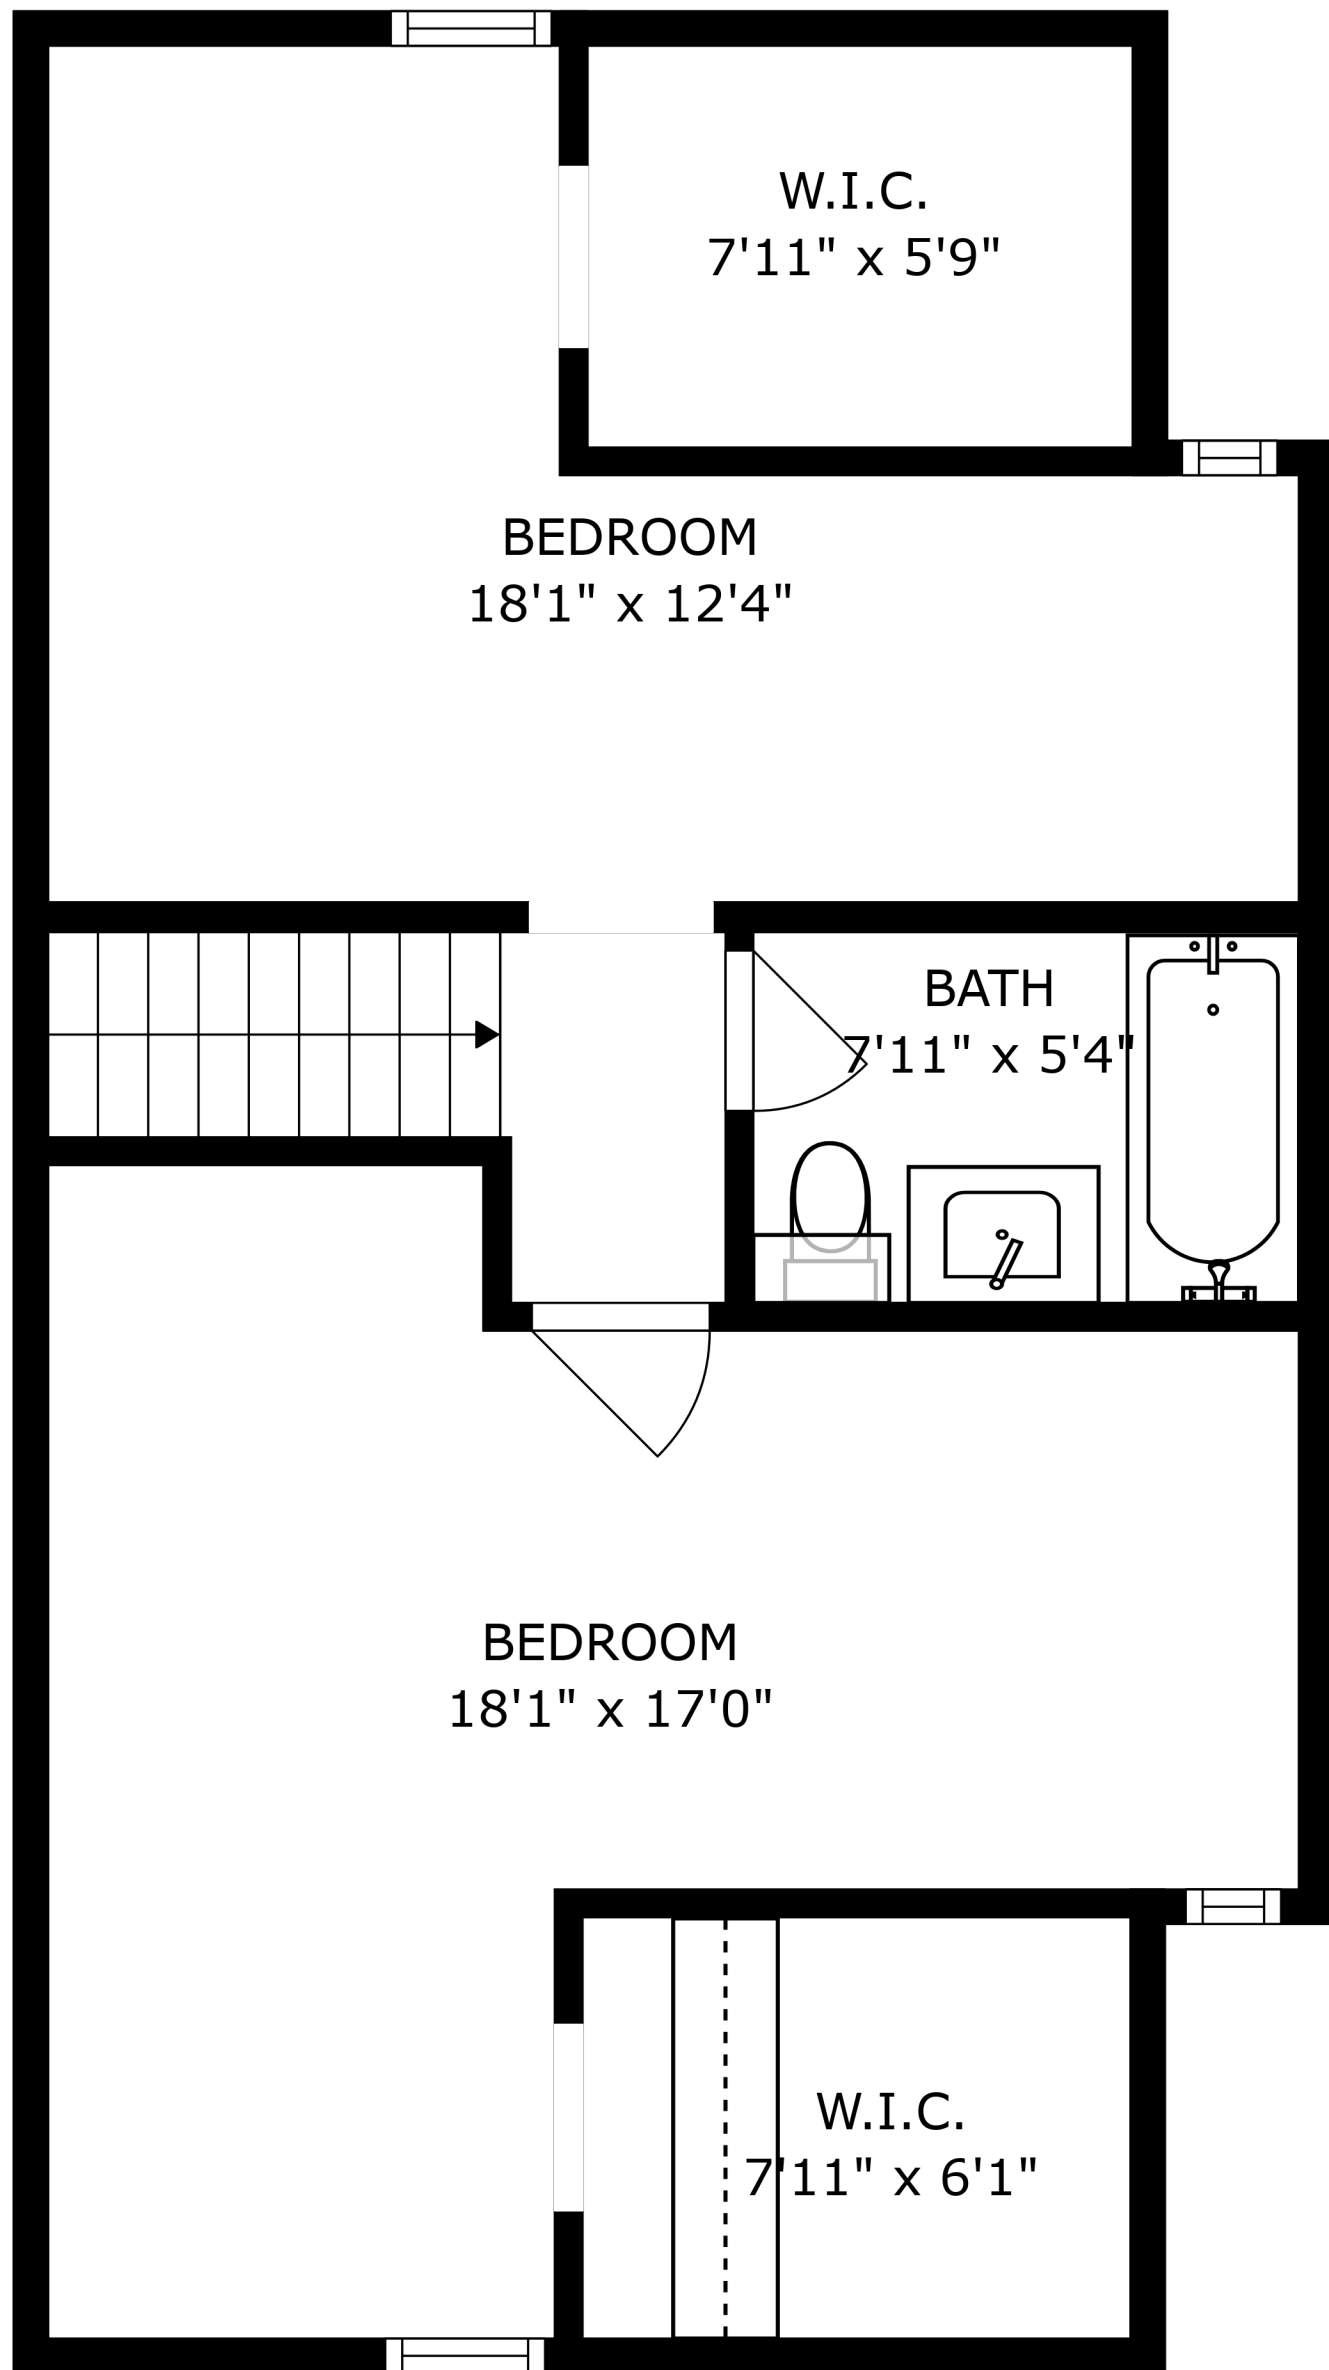 W.I.C.
7'11" x 5'9"
BEDROOM
18'1" x 12'4"
BATH
7'11" x 5'4"
BEDROOM
18'1" x 17'0"
W.I.C.
7'11" x 6'1"